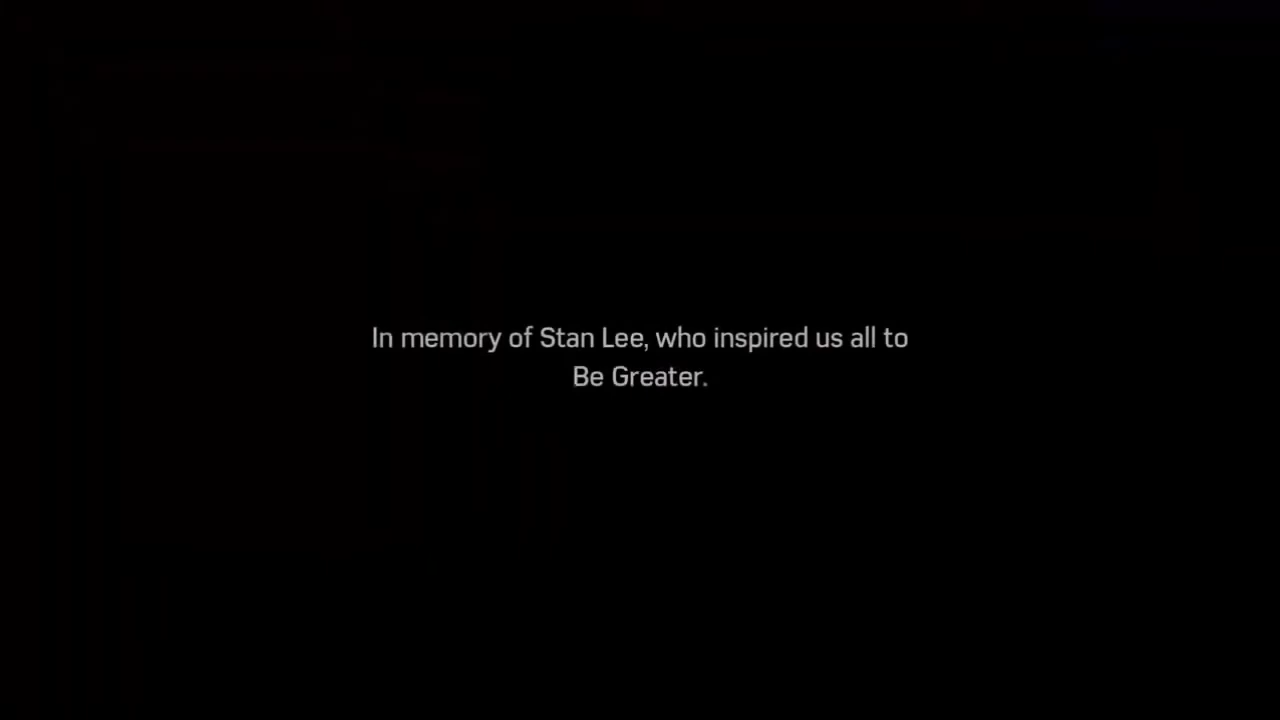 In memory of Stan Lee, who inspired us all to
Be Greater.